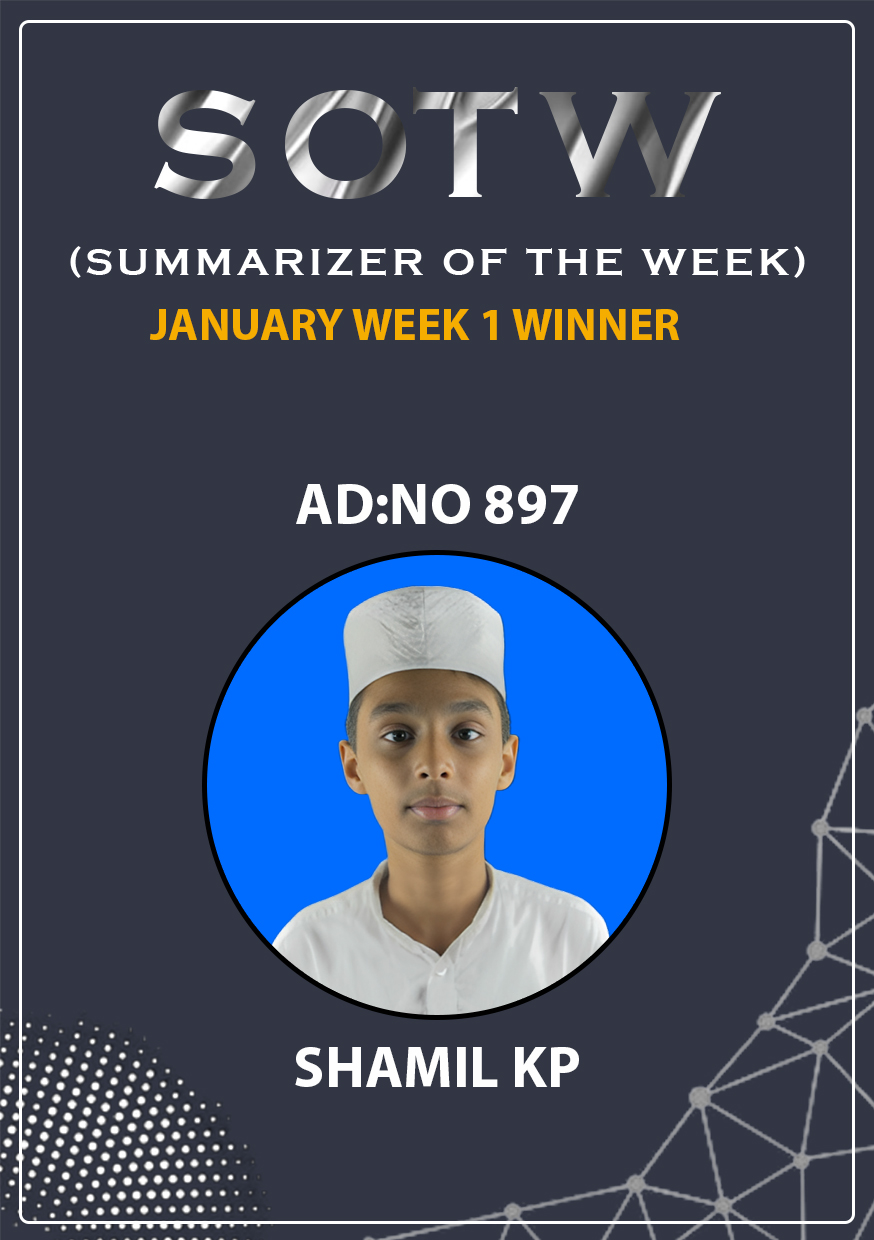 SOTW
(SUMMARIZER OF THE WEEK)
JANUARY WEEK 1 WINNER
AD:NO 897
SHAMIL KP